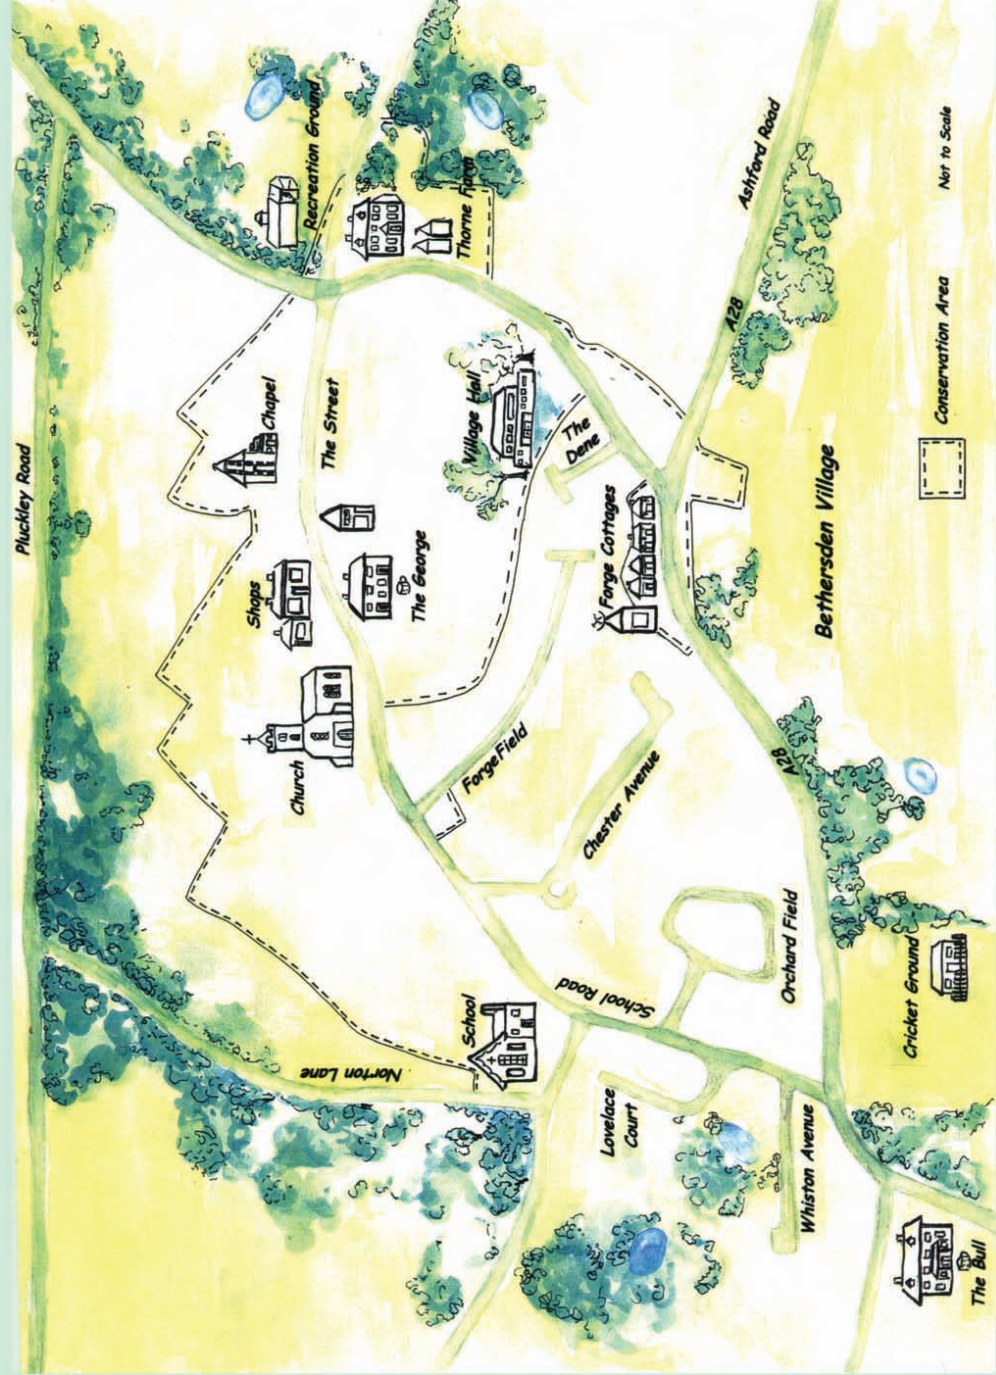 Pluckley Road
Recreation Ground
Thorne Farm
Ashford Road
A28
Chapel
The Street
Village Hall
The
Dene
Shops
The George
Forge Cottages
Church
ForgeField
Chester Avenue
A28
Bethersden Village
Conservation Area
Not to Scale
School
School Road
Orchard Field
Cricket Ground
Norton Lane
Lovelace
Court
Whiston Avenue
The Bull